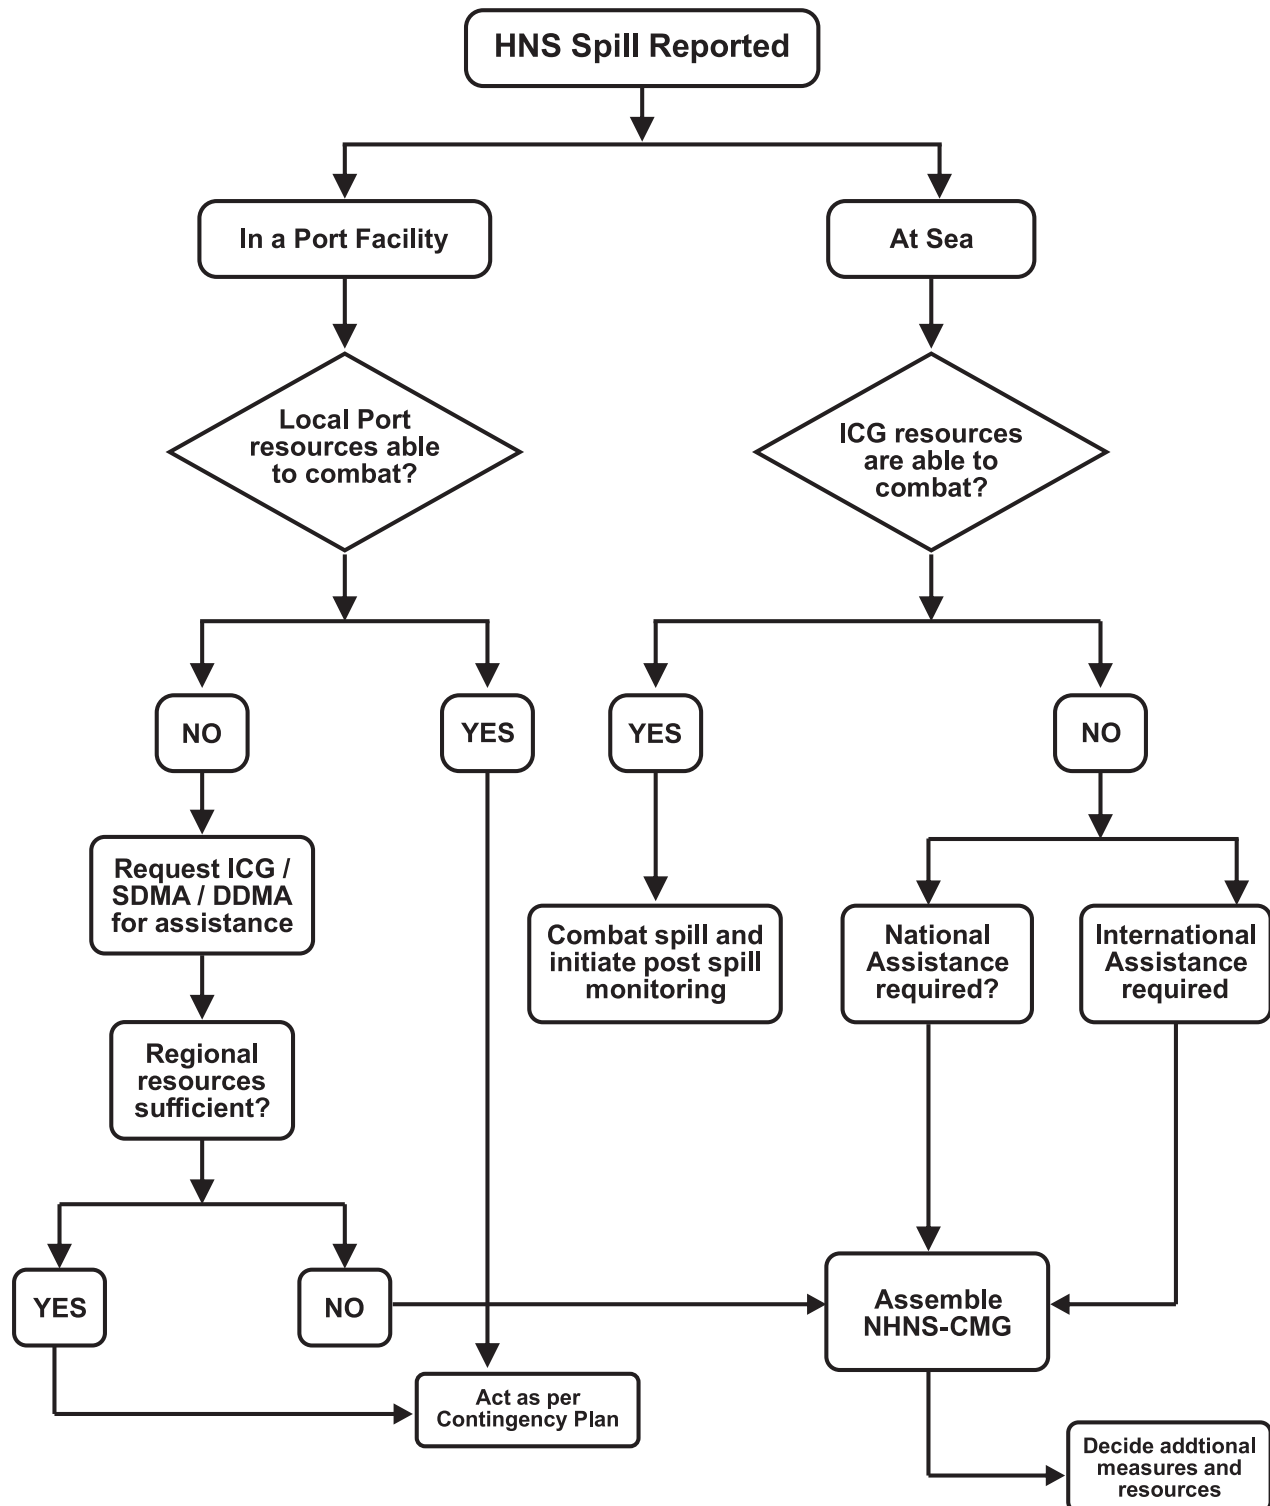 HNS Spill Reported
In a Port Facility
At Sea
Local Port
resources able
to combat?
ICG resources
are able to
combat?
NO
YES
YES
NO
Request ICG /
SDMA / DDMA
for assistance
Combat spill and
initiate post spill
monitoring
National
Assistance
required?
International
Assistance
required
Regional
resources
sufficient?
YES
NO
Assemble
NHNS-CMG
Act as per
Contingency Plan
Decide addtional
measures and
resources